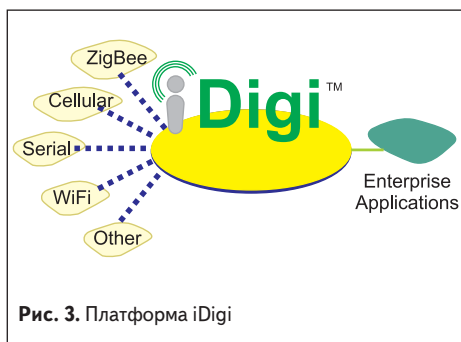 ZigBee
Cellular
Serial
WiFi
Other
iDigi™
Enterprise
Applications
Рис. 3. Платформа iDigi